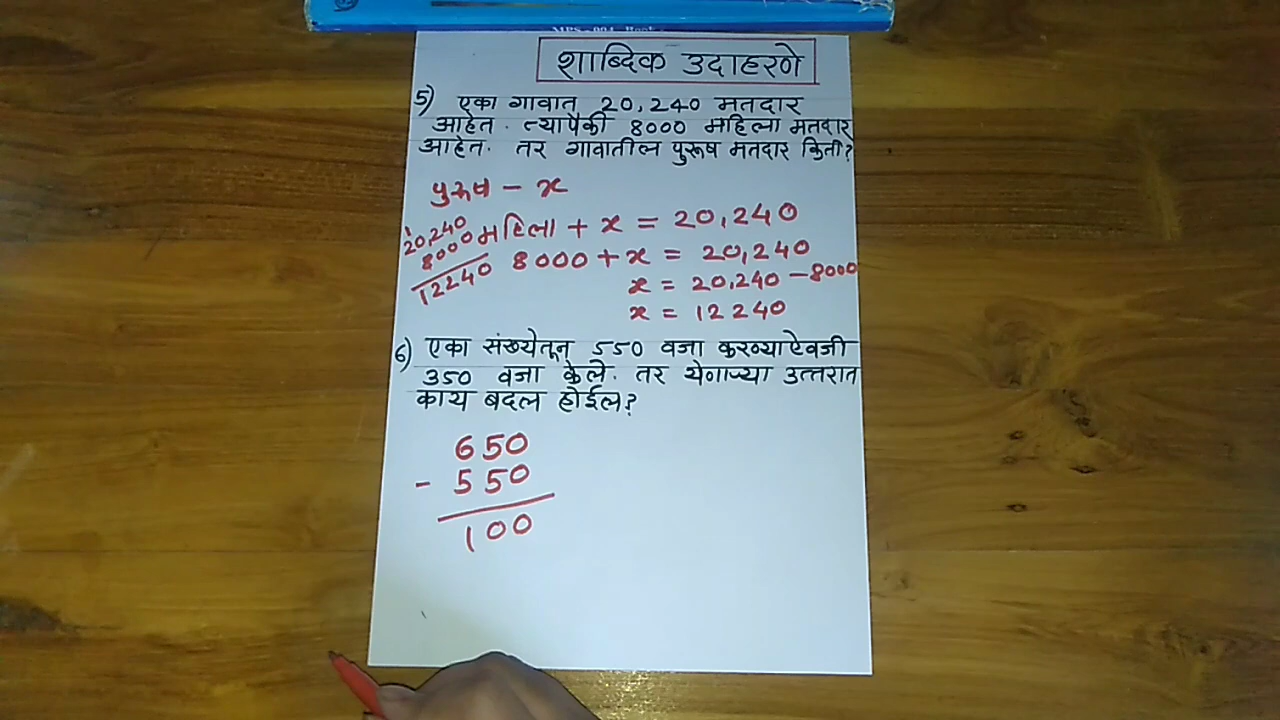 शाब्दिक उदाहरणे
5) एका गावात 20,240 मतदार
आहेत. त्यापैकी 8000 महिला मतदार
आहेत. तर गावातील पुरूष मतदार किती?
पुरूष - x
महिला + x = 20,240
20,240
8000
12240
8000 + x = 20,240
x = 20,240 - 8000
x = 12240
6) एका संख्येतून 550 वजा करण्याऐवजी
350 वजा केले. तर येणाऱ्या उत्तरात
काय बदल होईल?
650
- 550
100